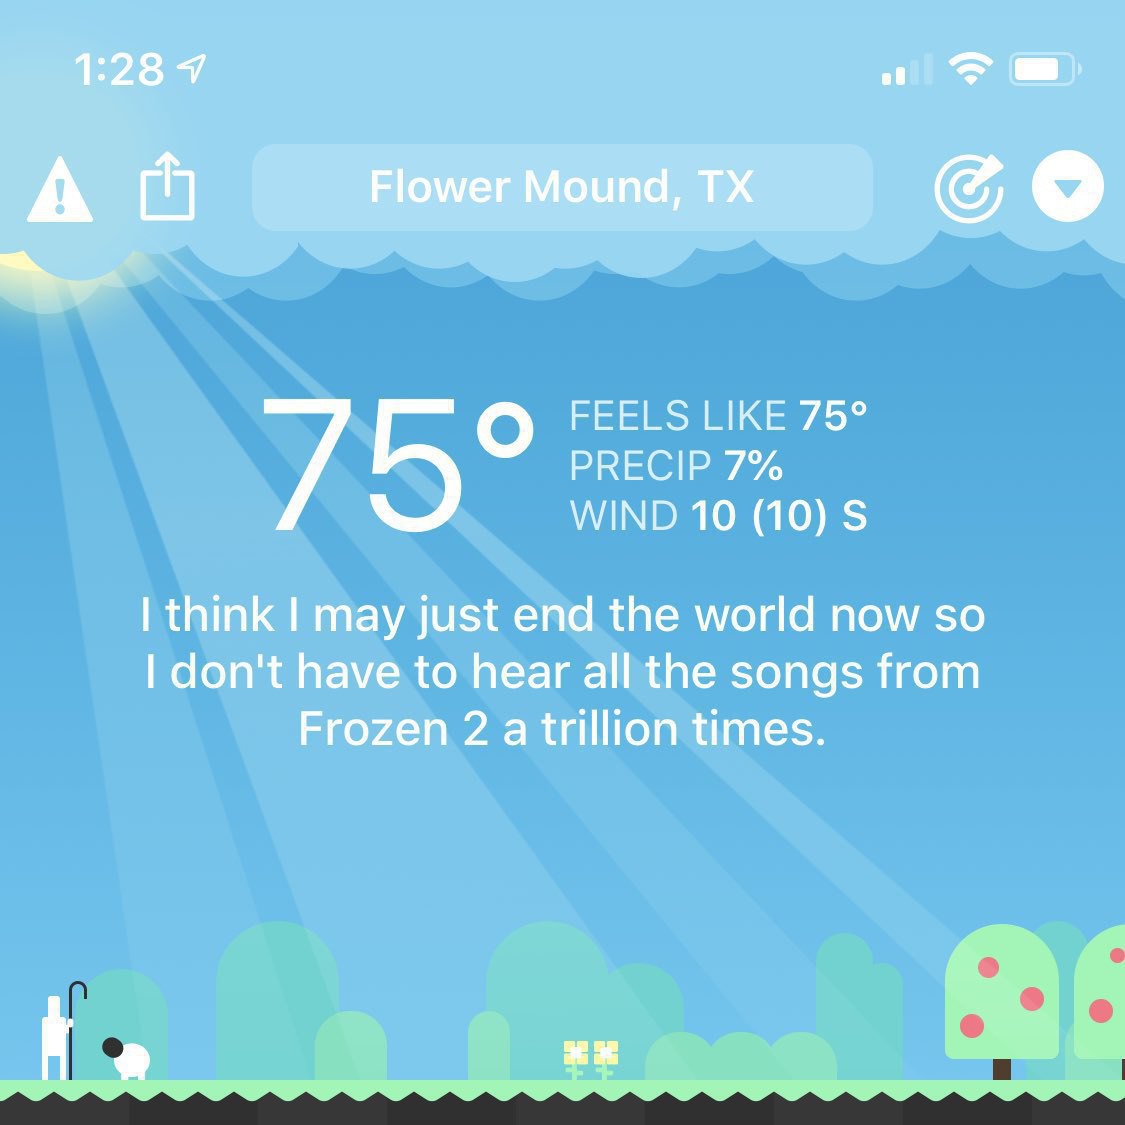 1:28
Flower Mound, TX
75°
FEELS LIKE 75°
PRECIP 7%
WIND 10 (10) S
I think I may just end the world now so
I don't have to hear all the songs from
Frozen 2 a trillion times.